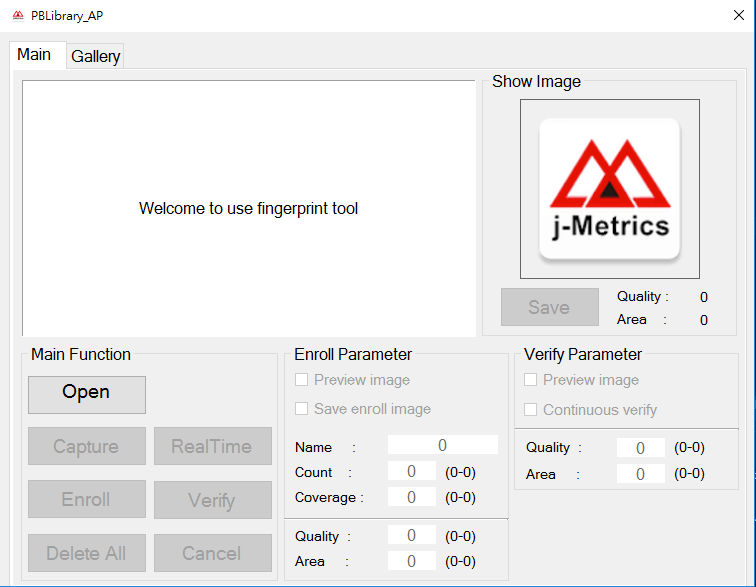 PBLibrary_AP
Main Gallery
Welcome to use fingerprint tool
Show Image
j-Metrics
Save
Quality : 0
Area : 0
Main Function
Open
Capture RealTime
Enroll Verify
Delete All Cancel
Enroll Parameter
Preview image
Save enroll image
Name : 0
Count : 0 (0-0)
Coverage : 0 (0-0)
Quality : 0 (0-0)
Area : 0 (0-0)
Verify Parameter
Preview image
Continuous verify
Quality : 0 (0-0)
Area : 0 (0-0)